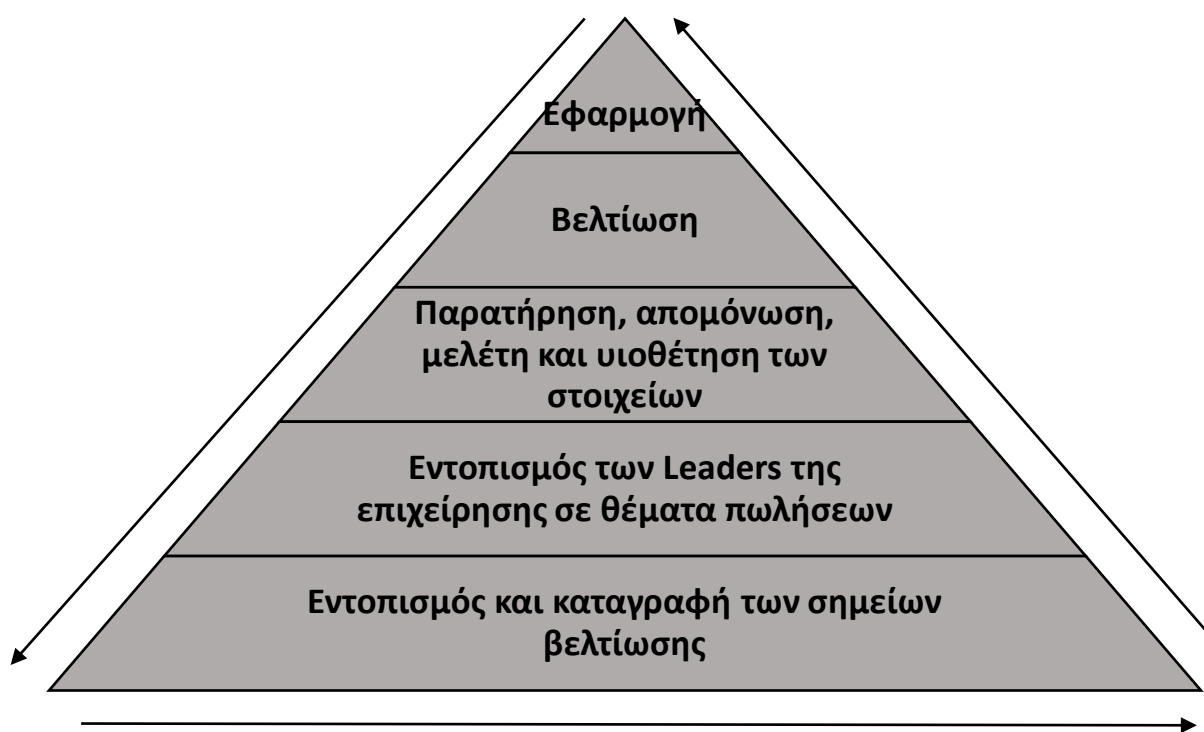 Εφαρμογή
Βελτίωση
Παρατήρηση, απομόνωση,
μελέτη και υιοθέτηση των
στοιχείων
Εντοπισμός των Leaders της
επιχείρησης σε θέματα πωλήσεων
Εντοπισμός και καταγραφή των σημείων
βελτίωσης